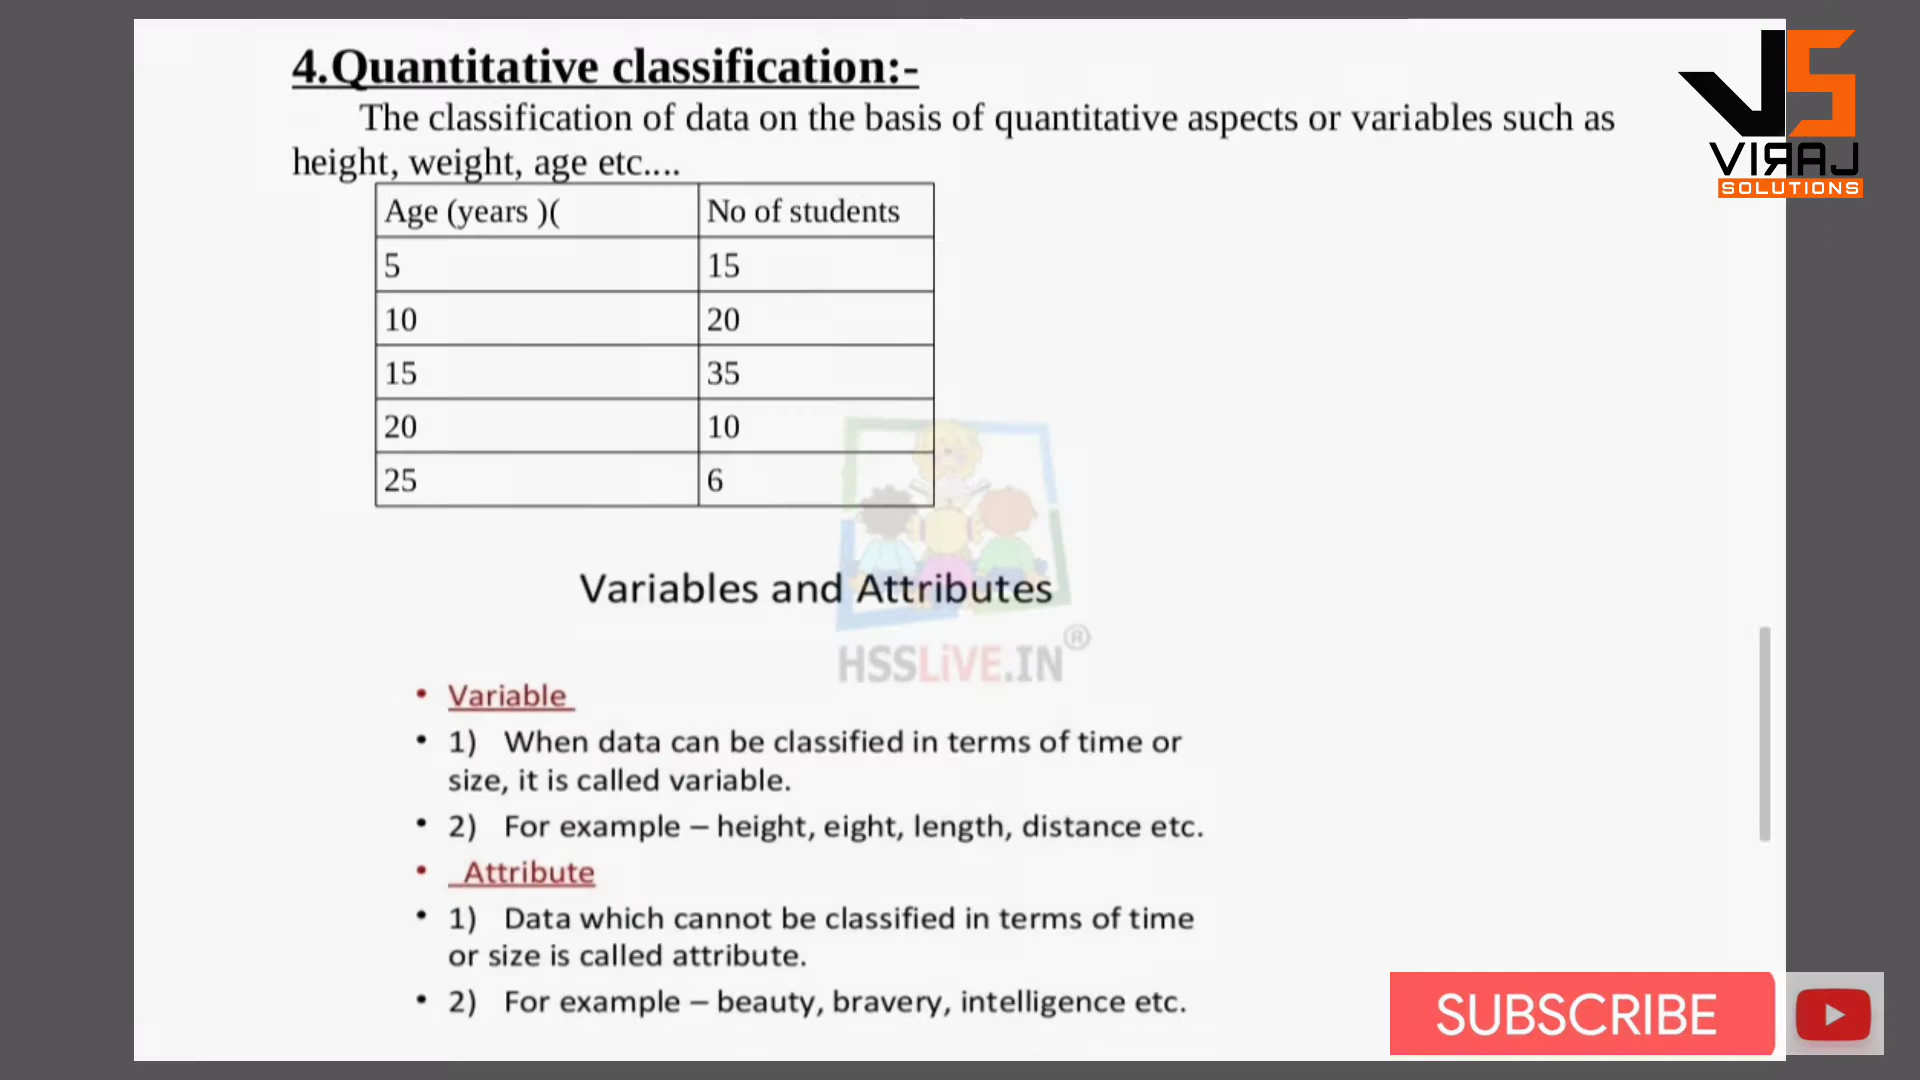 4.Quantitative classification:-
The classification of data on the basis of quantitative aspects or variables such as
height, weight, age etc....
Age (years )( No of students
5 15
10 20
15 35
20 10
25 6
Variables and Attributes
HSSLiVE.IN®
• Variable
• 1) When data can be classified in terms of time or
size, it is called variable.
• 2) For example – height, eight, length, distance etc.
• Attribute
• 1) Data which cannot be classified in terms of time
or size is called attribute.
• 2) For example – beauty, bravery, intelligence etc.
VS
VIRAJ
SOLUTIONS
SUBSCRIBE